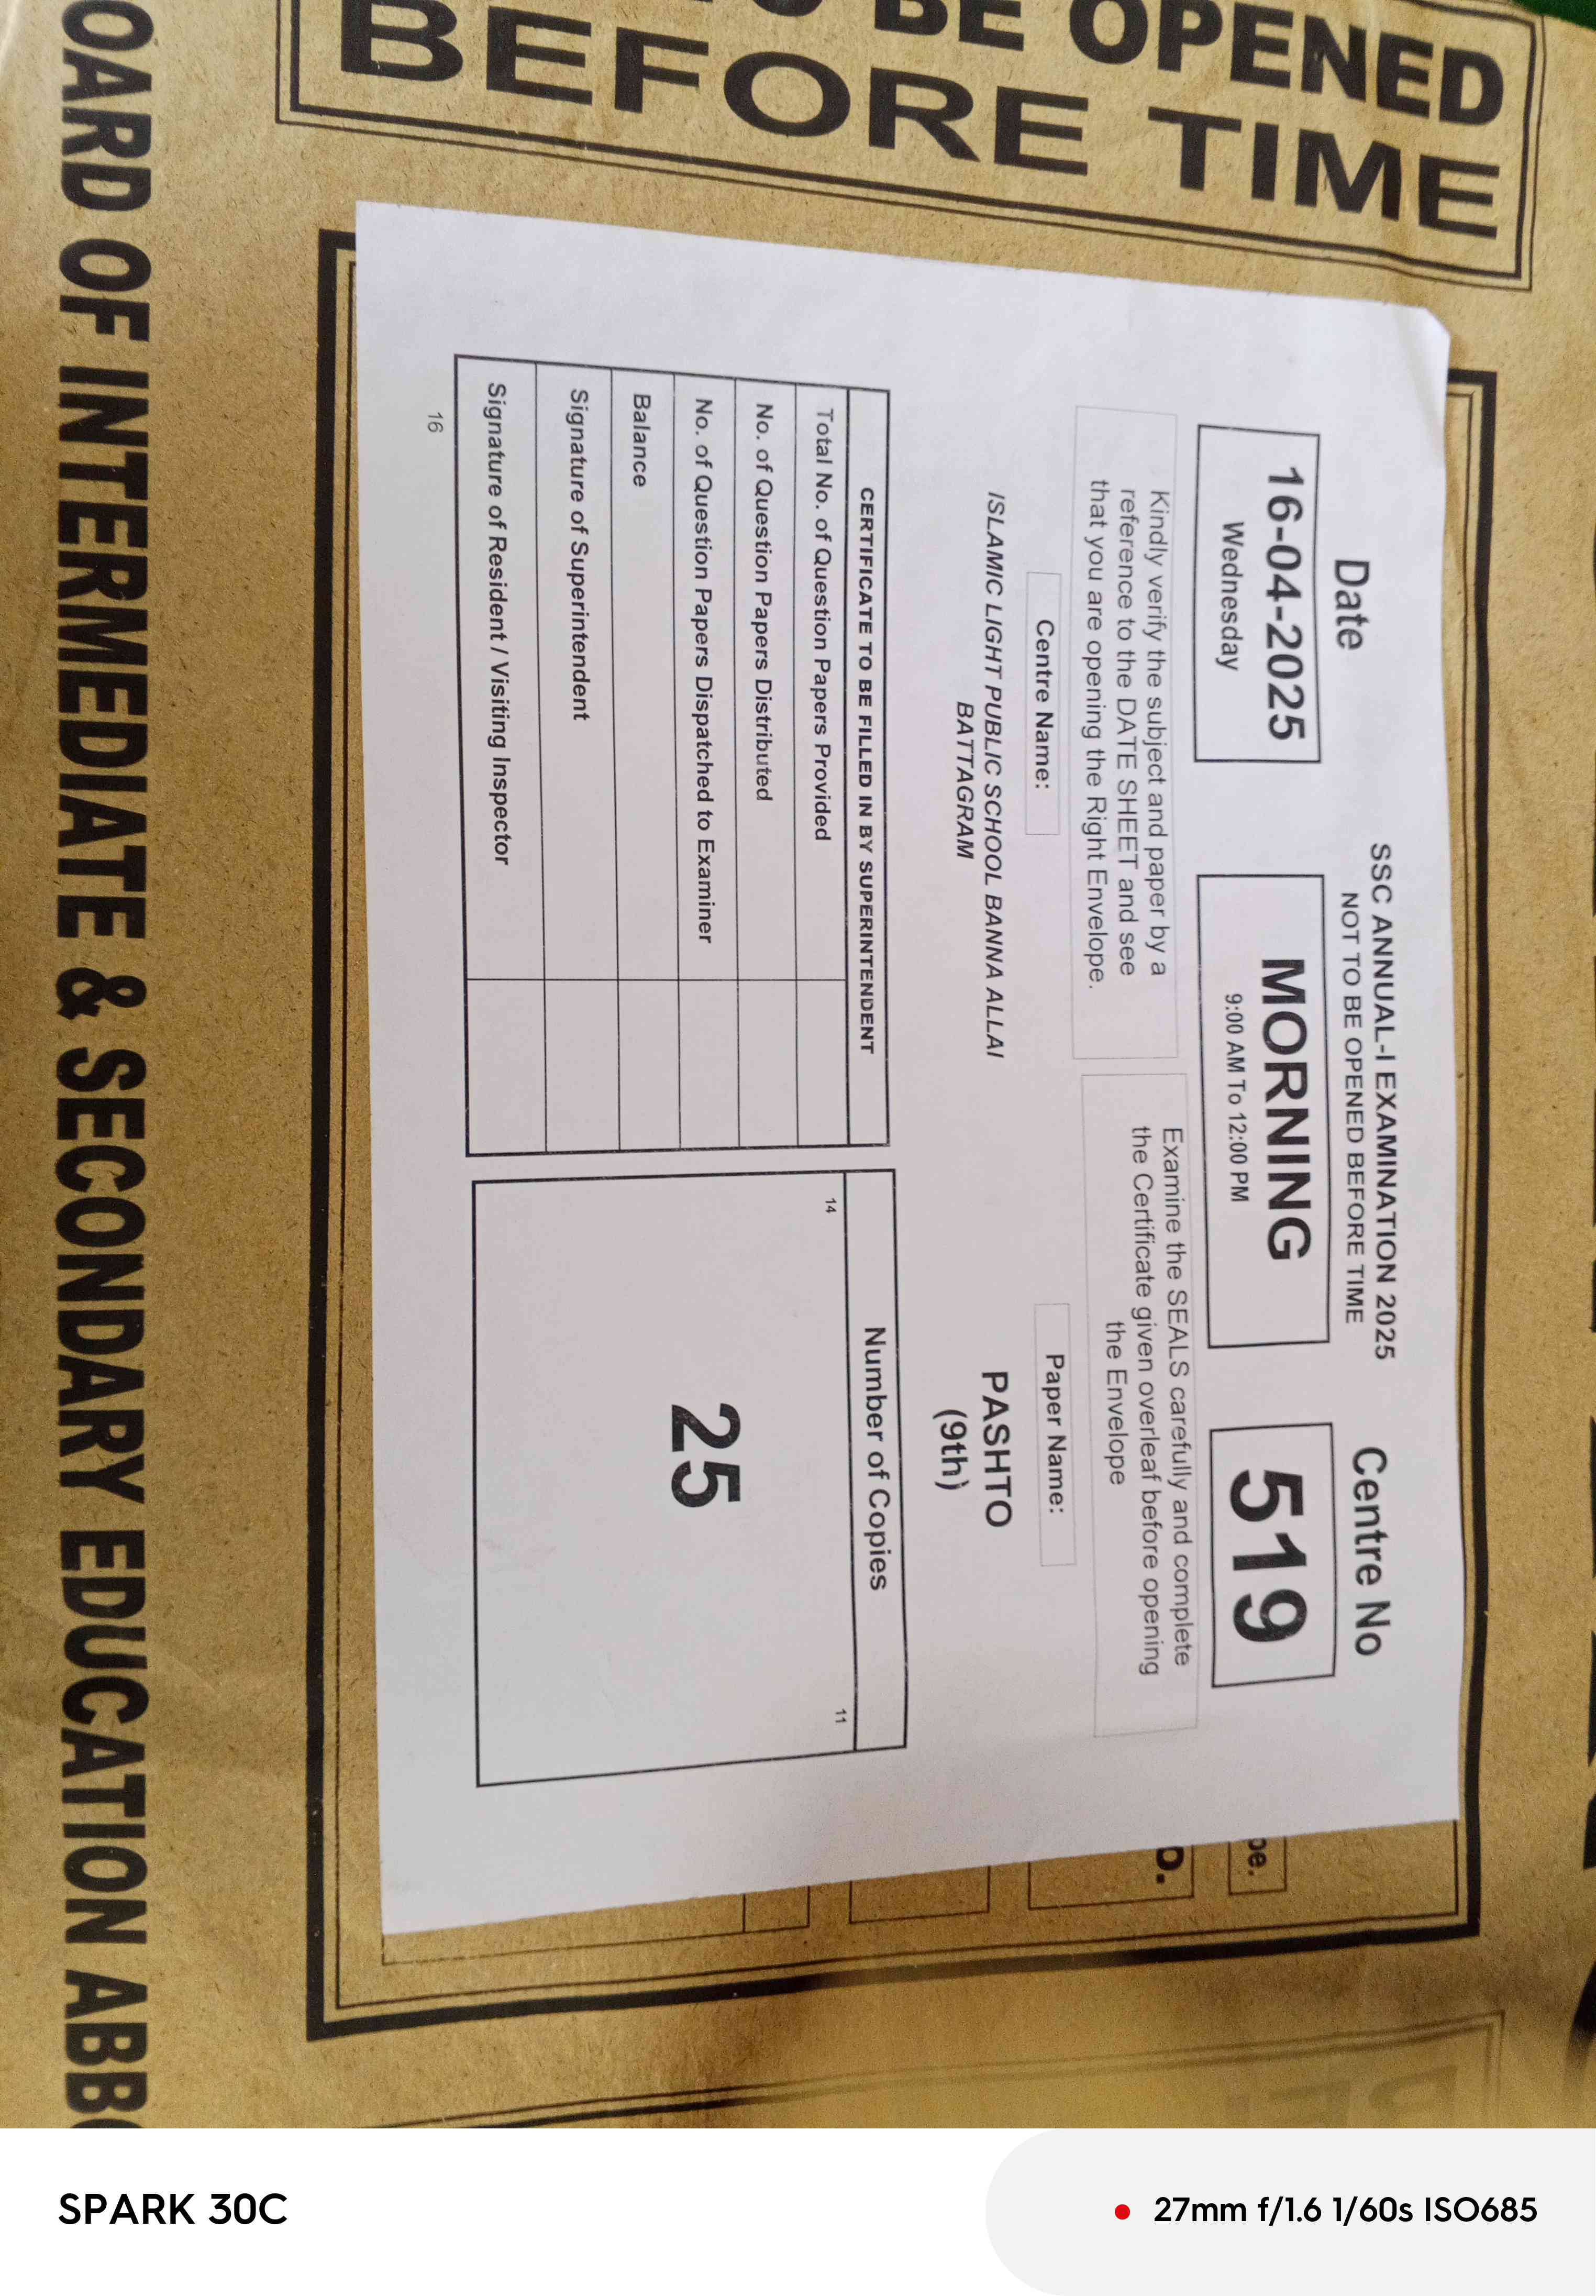 BE OPENED
BEFORE TIME
SSC ANNUAL-I EXAMINATION 2025
NOT TO BE OPENED BEFORE TIME
Date
Centre No
16-04-2025
Wednesday
MORNING
9:00 AM To 12:00 PM
519
Kindly verify the subject and paper by a
reference to the DATE SHEET and see
that you are opening the Right Envelope.
Examine the SEALS carefully and complete
the Certificate given overleaf before opening
the Envelope
Centre Name:
Paper Name:
ISLAMIC LIGHT PUBLIC SCHOOL BANNA ALLAI
BATTAGRAM
PASHTO
(9th)
CERTIFICATE TO BE FILLED IN BY SUPERINTENDENT
Total No. of Question Papers Provided
No. of Question Papers Distributed
No. of Question Papers Dispatched to Examiner
Balance
Signature of Superintendent
Signature of Resident / Visiting Inspector
16
Number of Copies
14
11
25
OARD OF INTERMEDIATE & SECONDARY EDUCATION ABB
SPARK 30C
27mm f/1.6 1/60s ISO685